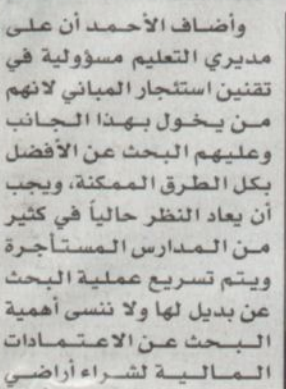 وأضاف الأحمد أن على
مديري التعليم مسؤولية في
تقنين استئجار المباني لانهم
من يخول بهذا الجانب
وعليهم البحث عن الأفضل
بكل الطرق الممكنة، ويجب
أن يعاد النظر حالياً في كثير
من المدارس المستأجرة
ويتم تسريع عملية البحث
عن بديل لها ولا ننسى أهمية
البحث عن الاعتمادات
المالية لشراء أراضي